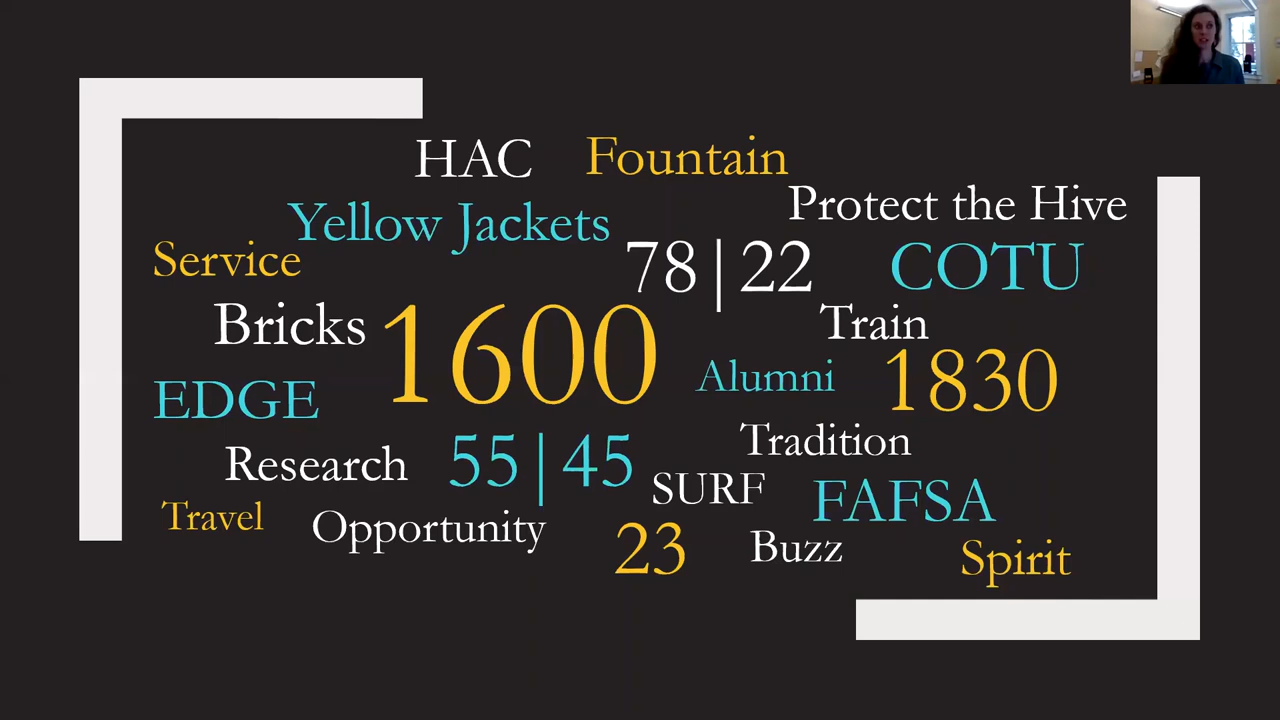 HAC
Fountain
Protect the Hive
Yellow Jackets
Service
78|22
COTU
Bricks
1600
Train
EDGE
Alumni
1830
Research
55|45
Tradition
SURF
FAFSA
Travel
Opportunity
23
Buzz
Spirit